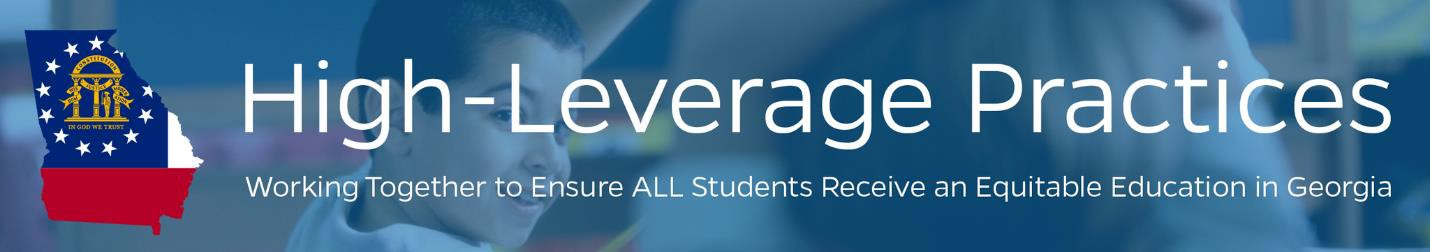 CONSTITUTION
IN GOD WE TRUST
High-Leverage Practices
Working Together to Ensure ALL Students Receive an Equitable Education in Georgia